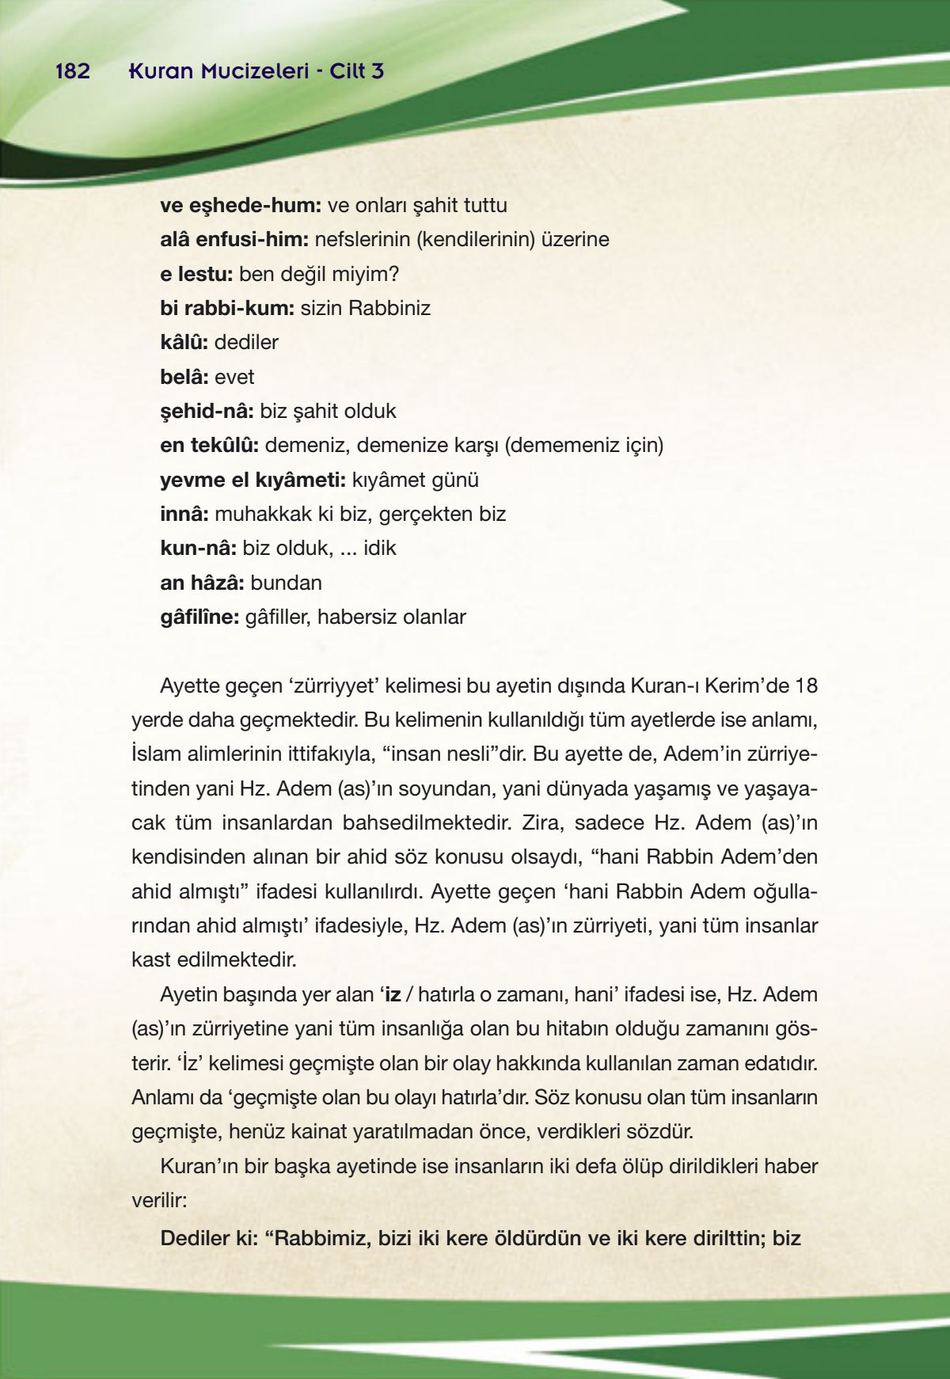 182 Kuran Mucizeleri - Cilt 3
ve eşhede-hum: ve onları şahit tuttu
alâ enfusi-him: nefslerinin (kendilerinin) üzerine
e lestu: ben değil miyim?
bi rabbi-kum: sizin Rabbiniz
kâlû: dediler
belâ: evet
şehid-nâ: biz şahit olduk
en tekûlû: demeniz, demenize karşı (dememeniz için)
yevme el kıyâmeti: kıyâmet günü
innâ: muhakkak ki biz, gerçekten biz
kun-nâ: biz olduk, ... idik
an hâzâ: bundan
gâfilîne: gâfiller, habersiz olanlar
Ayette geçen ‘zürriyyet’ kelimesi bu ayetin dışında Kuran-ı Kerim’de 18
yerde daha geçmektedir. Bu kelimenin kullanıldığı tüm ayetlerde ise anlamı,
İslam alimlerinin ittifakıyla, “insan nesli”dir. Bu ayette de, Adem’in zürriye-
tinden yani Hz. Adem (as)’ın soyundan, yani dünyada yaşamış ve yaşaya-
cak tüm insanlardan bahsedilmektedir. Zira, sadece Hz. Adem (as)’ın
kendisinden alınan bir ahid söz konusu olsaydı, “hani Rabbin Adem’den
ahid almıştı” ifadesi kullanılırdı. Ayette geçen ‘hani Rabbin Adem oğulla-
rından ahid almıştı’ ifadesiyle, Hz. Adem (as)’ın zürriyeti, yani tüm insanlar
kast edilmektedir.
Ayetin başında yer alan ‘iz / hatırla o zamanı, hani’ ifadesi ise, Hz. Adem
(as)’ın zürriyetine yani tüm insanlığa olan bu hitabın olduğu zamanını gös-
terir. ‘İz’ kelimesi geçmişte olan bir olay hakkında kullanılan zaman edatıdır.
Anlamı da ‘geçmişte olan bu olayı hatırla’dır. Söz konusu olan tüm insanların
geçmişte, henüz kainat yaratılmadan önce, verdikleri sözdür.
Kuran’ın bir başka ayetinde ise insanların iki defa ölüp dirildikleri haber
verilir:
Dediler ki: “Rabbimiz, bizi iki kere öldürdün ve iki kere dirilttin; biz